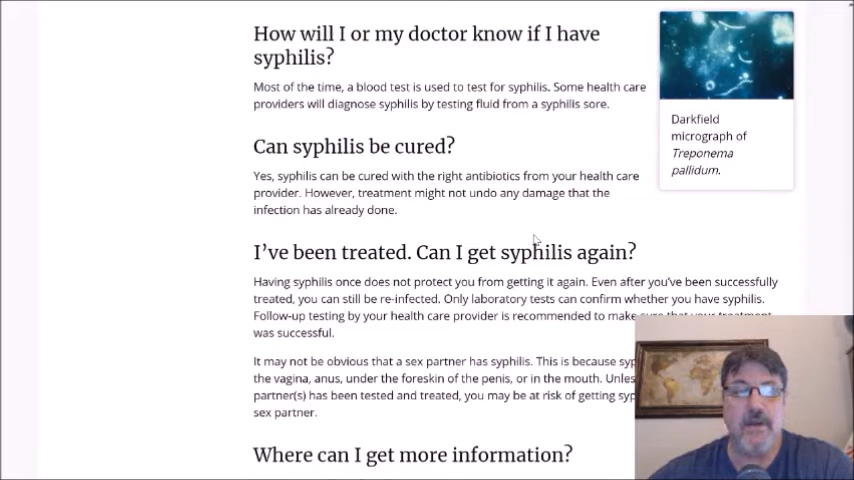 How will I or my doctor know if I have
syphilis?
Most of the time, a blood test is used to test for syphilis. Some health care
providers will diagnose syphilis by testing fluid from a syphilis sore.
Darkfield
micrograph of
Treponema
pallidum.
Can syphilis be cured?
Yes, syphilis can be cured with the right antibiotics from your health care
provider. However, treatment might not undo any damage that the
infection has already done.
I’ve been treated. Can I get syphilis again?
Having syphilis once does not protect you from getting it again. Even after you’ve been successfully
treated, you can still be re-infected. Only laboratory tests can confirm whether you have syphilis.
Follow-up testing by your health care provider is recommended to make sure that your treatment
was successful.
It may not be obvious that a sex partner has syphilis. This is because
the vagina, anus, under the foreskin of the penis, or in the mouth.
partner(s) has been tested and treated, you may be at risk of getting
sex partner.
Where can I get more information?